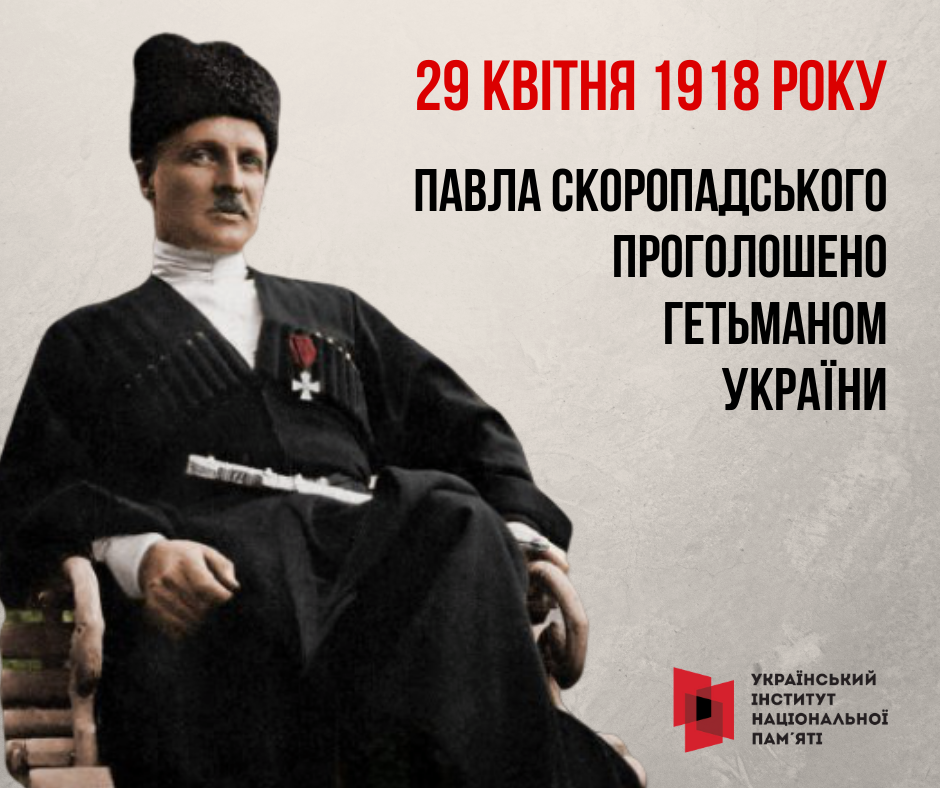 29 КВІТНЯ 1918 РОКУ
ПАВЛА СКОРОПАДСЬКОГО
ПРОГОЛОШЕНО
ГЕТЬМАНОМ
УКРАЇНИ
УКРАЇНСЬКИЙ
ІНСТИТУТ
НАЦІОНАЛЬНОЇ
ПАМ´ЯТІ